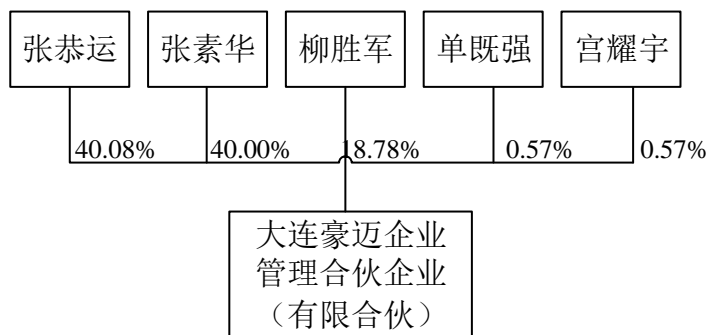 张恭运 张素华 柳胜军 单既强 宫耀宇
40.08% 40.00% 18.78% 0.57% 0.57%
大连豪迈企业
管理合伙企业
（有限合伙）